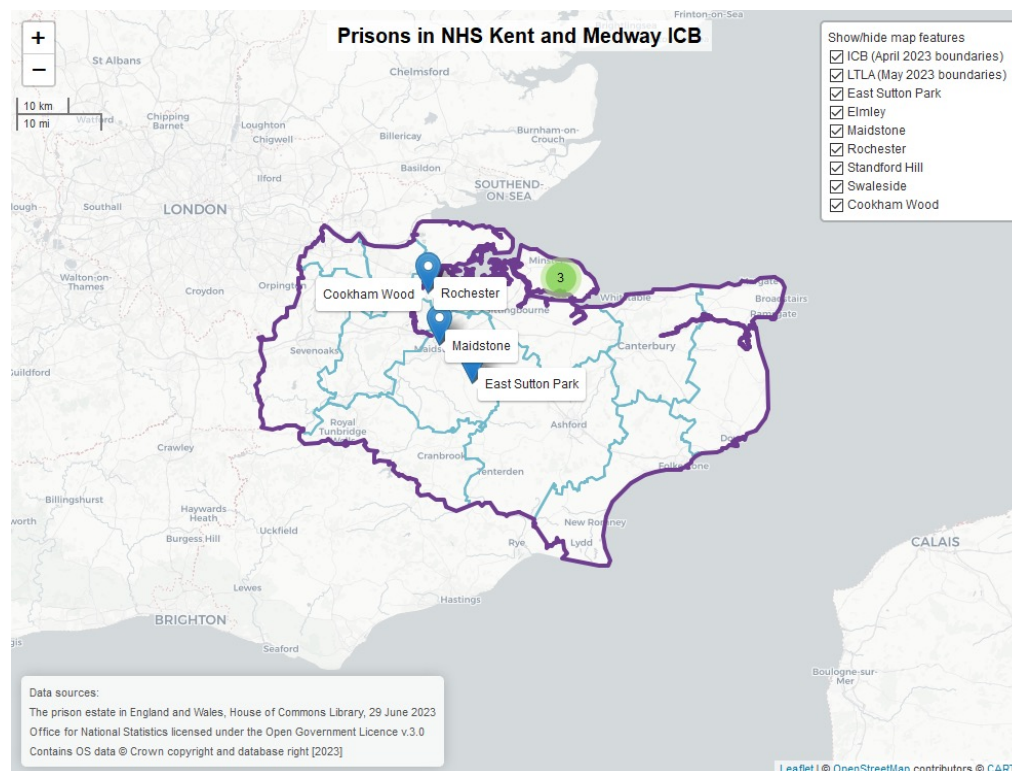 Prisons in NHS Kent and Medway ICB
+
−
10 km
10 mi
Show/hide map features
ICB (April 2023 boundaries)
LTLA (May 2023 boundaries)
East Sutton Park
Elmley
Maidstone
Rochester
Standford Hill
Swaleside
Cookham Wood
Frinton-on-Sea
St Albans
Chelmsford
Watford
Chipping
Barnet
Loughton
Chigwell
Billericay
Burnham-on-
Crouch
Basildon
Ilford
SOUTHEND-
ON-SEA
Southall
LONDON
Walton-on-
Thames
Croydon
Orpington
3
Cookham Wood
Rochester
Whitstable
Broadstairs
Ramsgate
Maidstone
East Sutton Park
Sevenoaks
Canterbury
Royal
Tunbridge
Ashford
Cranbrook
Tenterden
Folkestone
Crawley
Billingshurst
Haywards
Heath
Burgess Hill
Uckfield
New Romney
Rye
Lydd
CALAIS
Lewes
Hastings
BRIGHTON
Seaford
Boulogne-sur-
Mer
Data sources:
The prison estate in England and Wales, House of Commons Library, 29 June 2023
Office for National Statistics licensed under the Open Government Licence v.3.0
Contains OS data © Crown copyright and database right [2023]
Leaflet | © OpenStreetMap contributors © CART